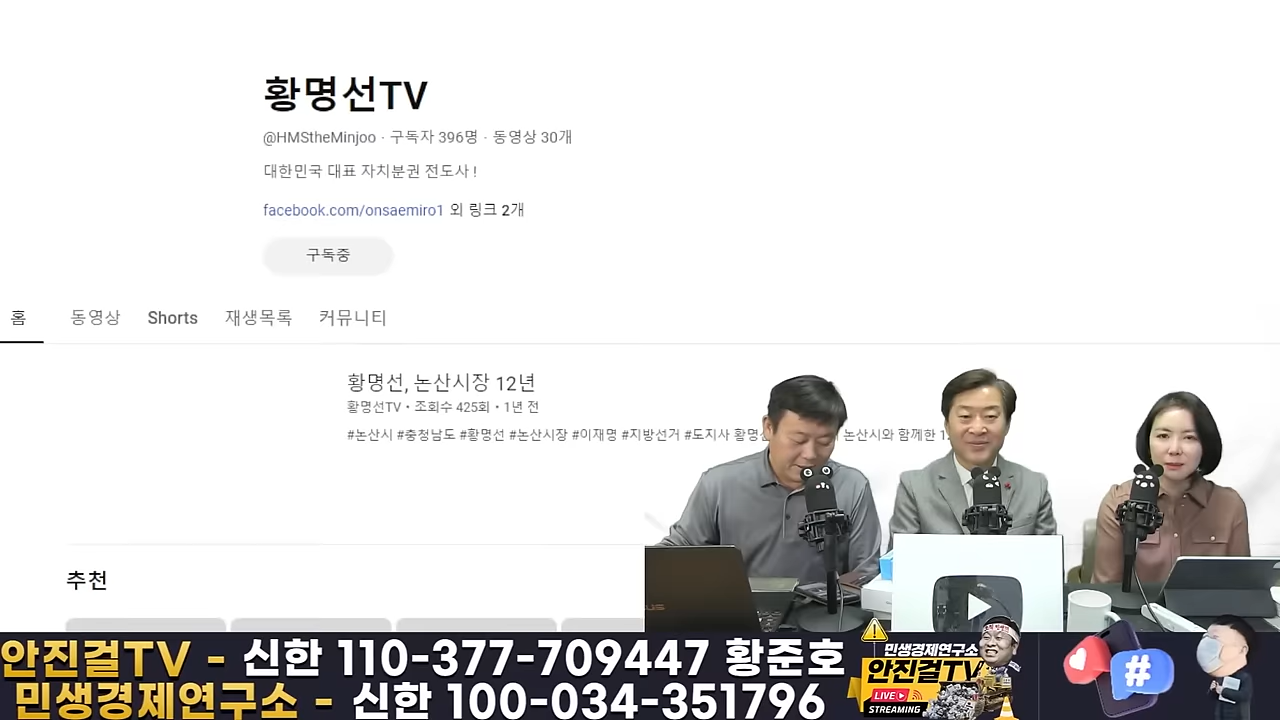 황명선TV
@HMStheMinjoo · 구독자 396명 · 동영상 30개
대한민국 대표 자치분권 전도사 !
facebook.com/onsaemiro1 외 링크 2개
구독중
홈 동영상 Shorts 재생목록 커뮤니티
황명선, 논산시장 12년
황명선TV • 조회수 425회 • 1년 전
#논산시 #충청남도 #황명선 #논산시장 #이재명 #지방선거 #도지사 논산시와 함께한
추천
안진걸TV - 신한 110-377-709447 황준호
민생경제연구소 - 신한 100-034-351796
민생경제연구소
안진걸TV
LIVE
STREAMING
#